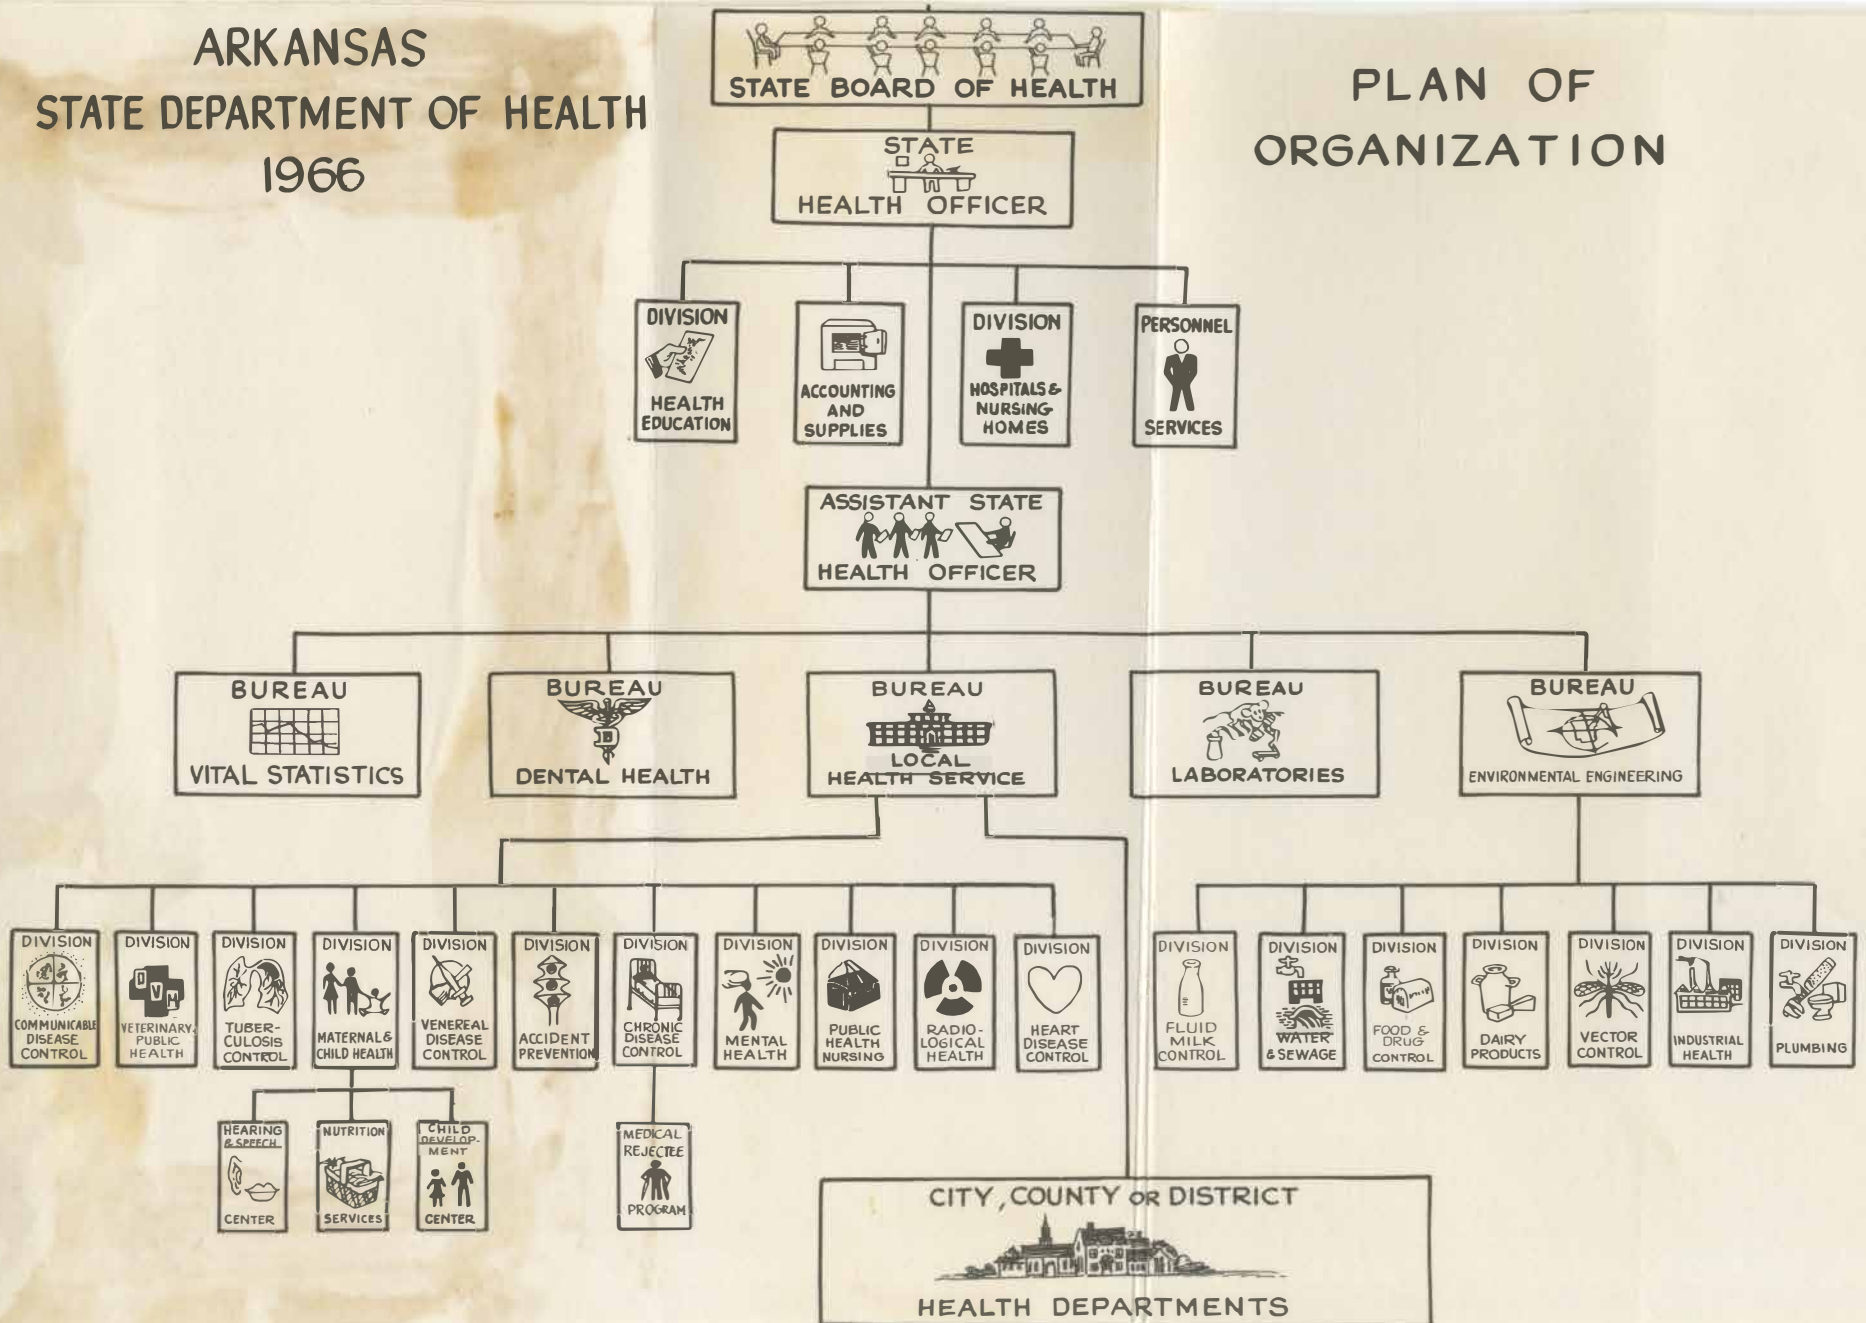 ARKANSAS
STATE DEPARTMENT OF HEALTH
1966
PLAN OF
ORGANIZATION
STATE BOARD OF HEALTH
STATE
HEALTH OFFICER
DIVISION
HEALTH
EDUCATION
ACCOUNTING
AND
SUPPLIES
DIVISION
HOSPITALS &
NURSING
HOMES
PERSONNEL
SERVICES
ASSISTANT STATE
HEALTH OFFICER
BUREAU
VITAL STATISTICS
BUREAU
D
DENTAL HEALTH
BUREAU
LOCAL
HEALTH SERVICE
BUREAU
LABORATORIES
BUREAU
ENVIRONMENTAL ENGINEERING
DIVISION
COMMUNICABLE
DISEASE
CONTROL
DIVISION
DVM
VETERINARY
PUBLIC
HEALTH
DIVISION
TUBER-
CULOSIS
CONTROL
DIVISION
MATERNAL &
CHILD HEALTH
DIVISION
VENEREAL
DISEASE
CONTROL
DIVISION
ACCIDENT
PREVENTION
DIVISION
CHRONIC
DISEASE
CONTROL
DIVISION
MENTAL
HEALTH
DIVISION
PUBLIC
HEALTH
NURSING
DIVISION
RADIO-
LOGICAL
HEALTH
DIVISION
HEART
DISEASE
CONTROL
DIVISION
FLUID
MILK
CONTROL
DIVISION
WATER
& SEWAGE
DIVISION
FOOD &
DRUG
CONTROL
DIVISION
DAIRY
PRODUCTS
DIVISION
VECTOR
CONTROL
DIVISION
INDUSTRIAL
HEALTH
DIVISION
PLUMBING
HEARING
& SPEECH
CENTER
NUTRITION
SERVICES
CHILD
DEVELOP-
MENT
CENTER
MEDICAL
REJECTEE
PROGRAM
CITY, COUNTY OR DISTRICT
HEALTH DEPARTMENTS